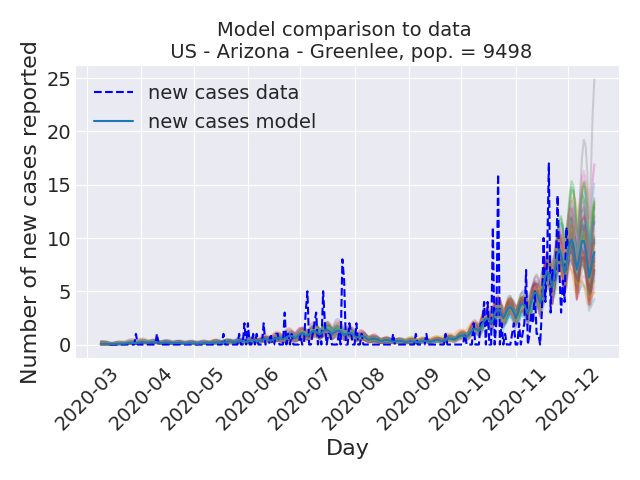 Model comparison to data
US - Arizona - Greenlee, pop. = 9498
Number of new cases reported
25
20
15
10
5
0
new cases data
new cases model
2020-03
2020-04
2020-05
2020-06
2020-07
2020-08
2020-09
2020-10
2020-11
2020-12
Day